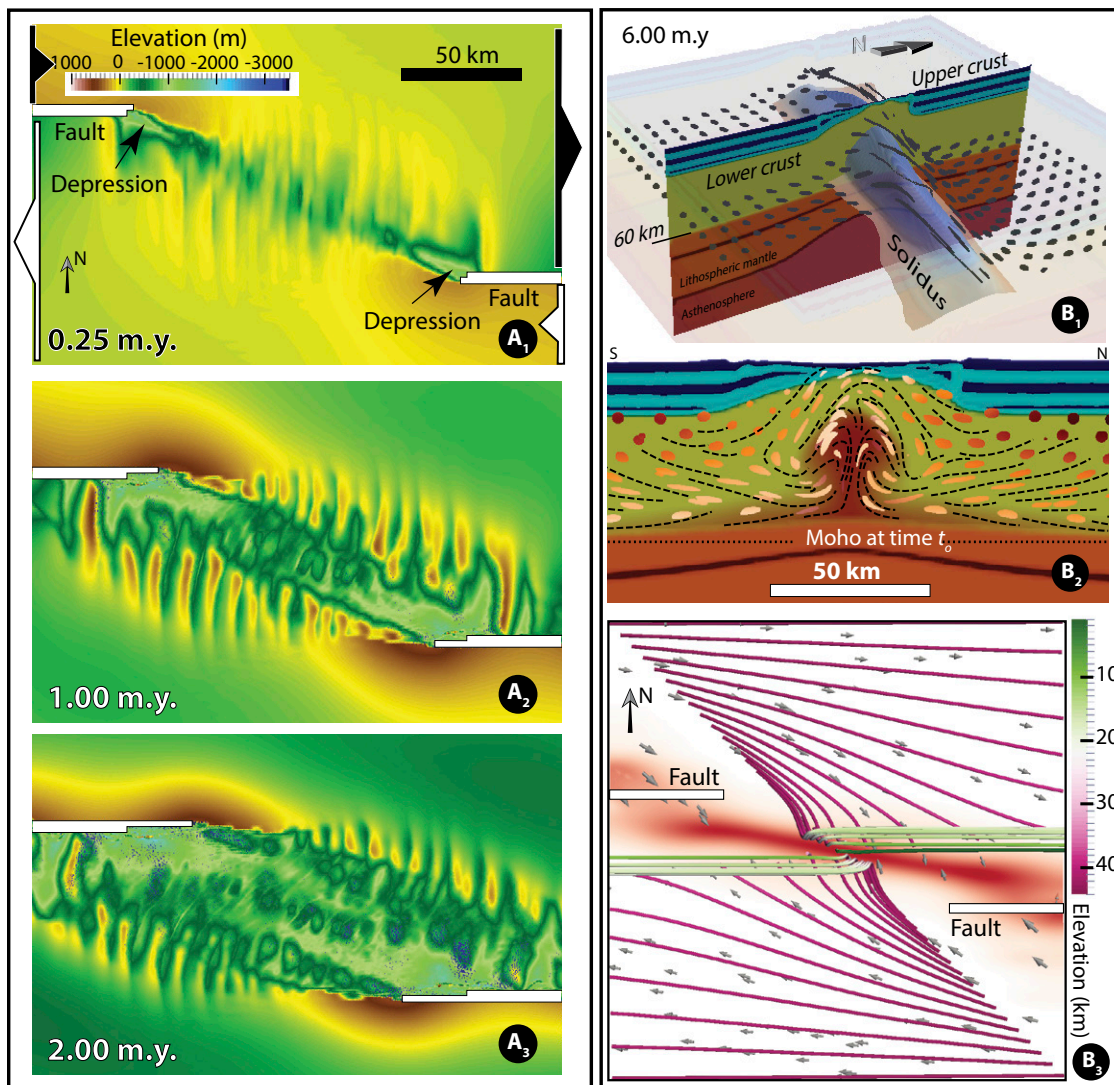 Elevation (m)
1000 0 -1000 -2000 -3000
50 km
Fault
Depression
N
Depression
Fault
0.25 m.y.
A1
1.00 m.y.
A2
2.00 m.y.
A3
6.00 m.y
N
Upper crust
Lower crust
60 km
Lithospheric mantle
Asthenosphere
Solidus
B1
S N
Moho at time to
50 km
B2
N
Fault
Fault
10
20
30
40
Elevation (km)
B3